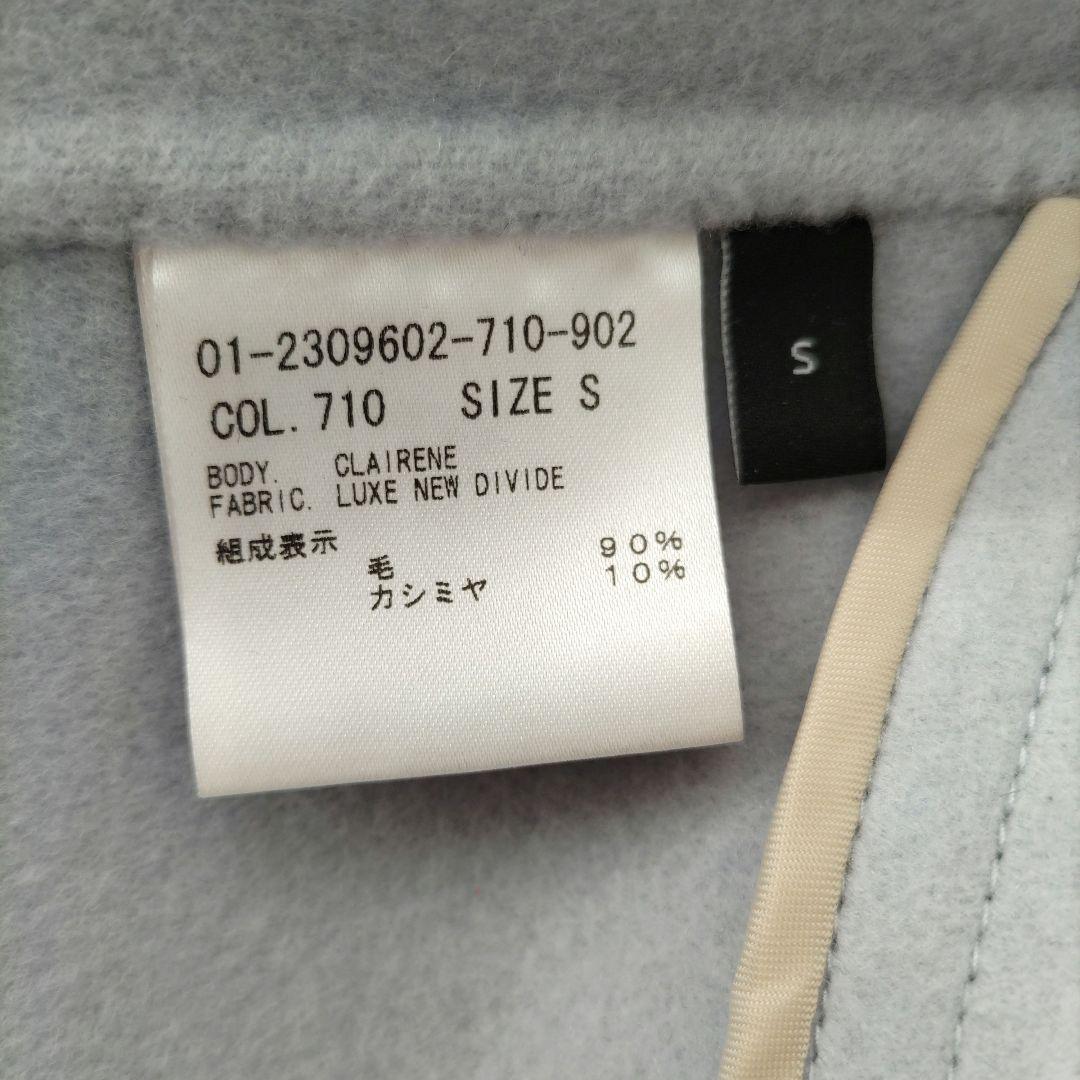 01-2309602-710-902
COL. 710 SIZE S
BODY. CLAIRENE
FABRIC. LUXE NEW DIVIDE
組成表示
毛 90%
カシミヤ 10%
S